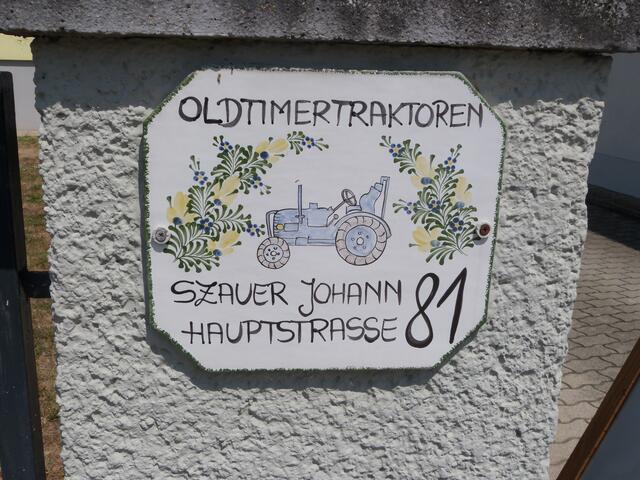 OLDTIMERTRAKTOREN
SZAUER JOHANN
HAUPTSTRASSE 81